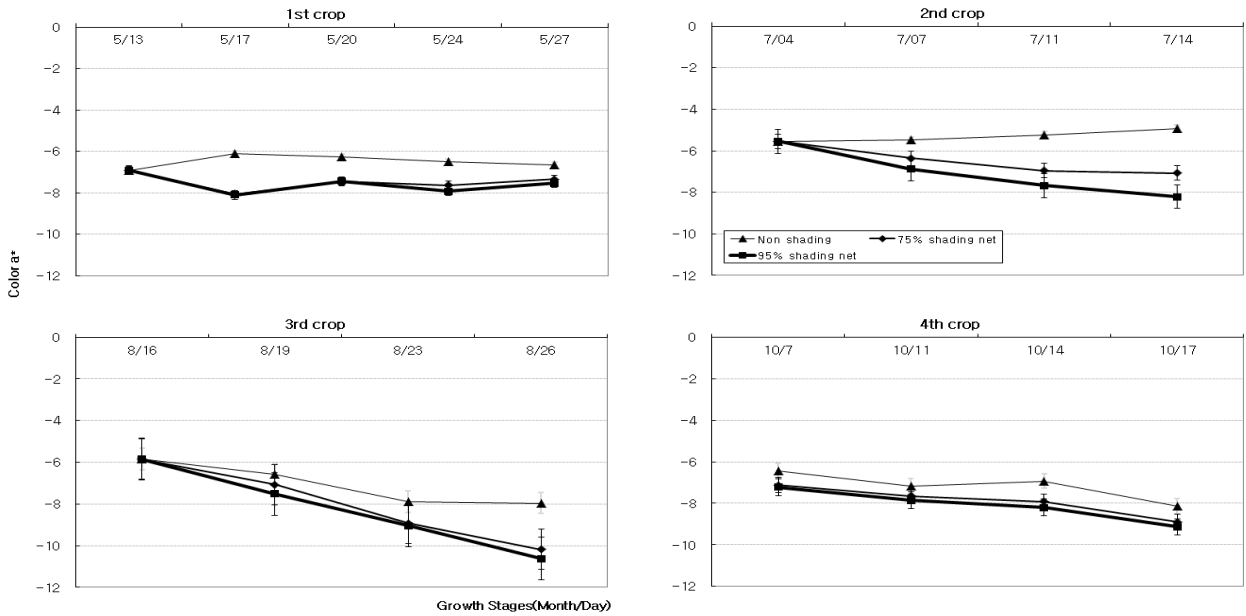 1st crop
0
5/13 5/17 5/20 5/24 5/27
-2
-4
-6
-8
-10
-12
2nd crop
0
7/04 7/07 7/11 7/14
-2
-4
-6
-8
-10
-12
Non shading 75% shading net
95% shading net
Color a*
3rd crop
0
8/16 8/19 8/23 8/26
-2
-4
-6
-8
-10
-12
4th crop
0
10/7 10/11 10/14 10/17
-2
-4
-6
-8
-10
-12
Growth Stages(Month/Day)